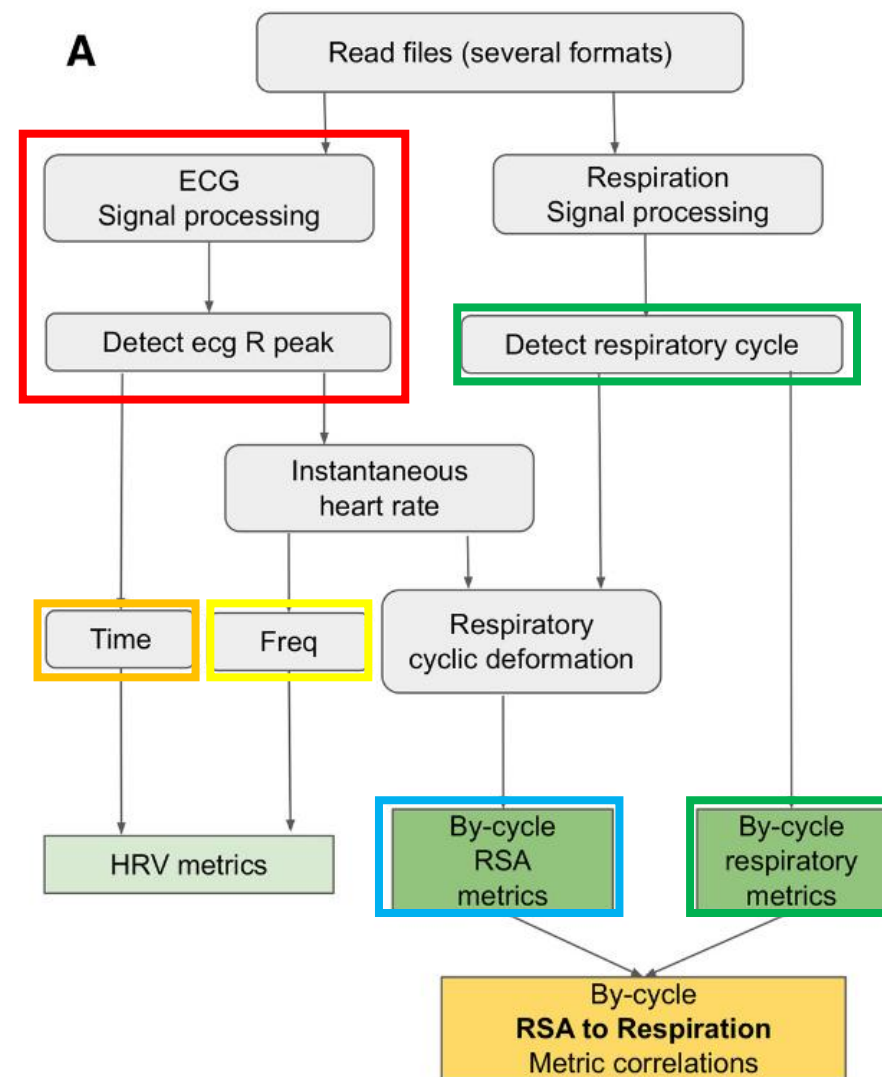 A
Read files (several formats)
ECG
Signal processing
Respiration
Signal processing
Detect ecg R peak
Detect respiratory cycle
Instantaneous
heart rate
Time
Freq
Respiratory
cyclic deformation
HRV metrics
By-cycle
RSA
metrics
By-cycle
respiratory
metrics
By-cycle
RSA to Respiration
Metric correlations